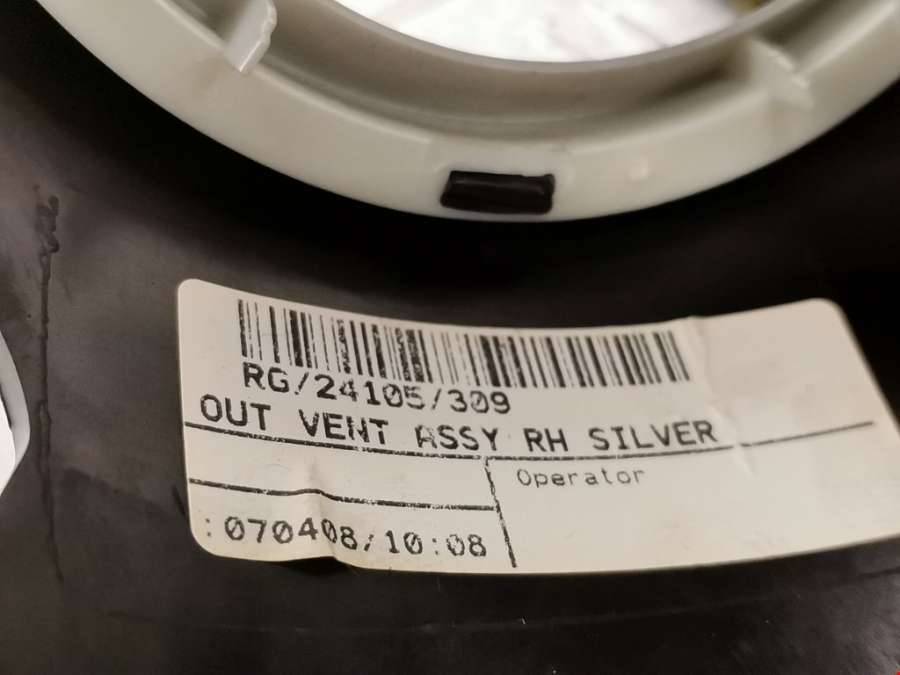 RG/24105/309
OUT VENT ASSY RH SILVER
Operator
:070408/10:08